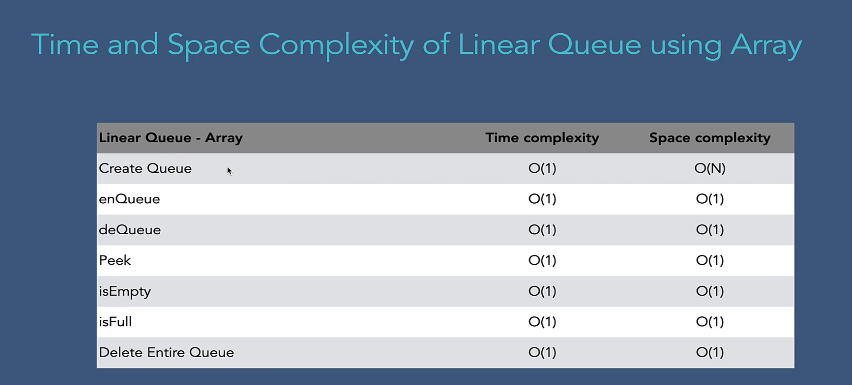 Time and Space Complexity of Linear Queue using Array
Linear Queue - Array Time complexity Space complexity
Create Queue O(1) O(N)
enQueue O(1) O(1)
deQueue O(1) O(1)
Peek O(1) O(1)
isEmpty O(1) O(1)
isFull O(1) O(1)
Delete Entire Queue O(1) O(1)